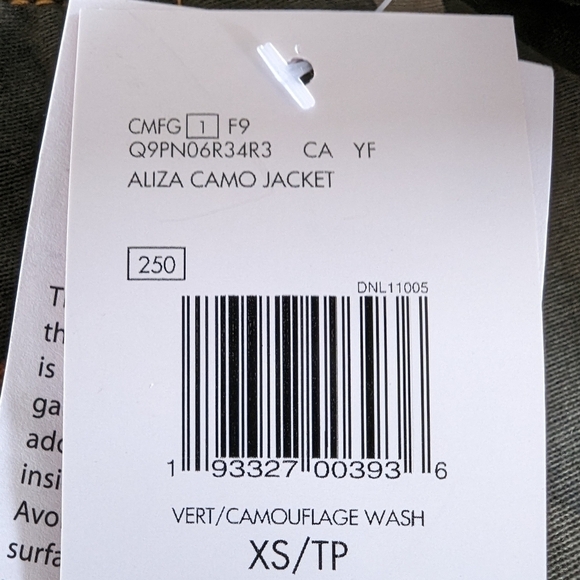 CMFG 1 F9
Q9PN06R34R3 CA YF
ALIZA CAMO JACKET
250
DNL11005
1 93327 00393 6
VERT/CAMOUFLAGE WASH
XS/TP
is